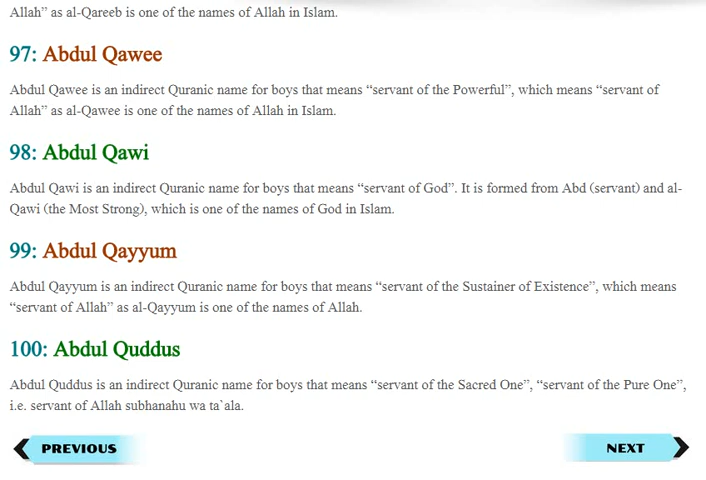 Allah” as al-Qareeb is one of the names of Allah in Islam.
97: Abdul Qawee
Abdul Qawee is an indirect Quranic name for boys that means “servant of the Powerful”, which means “servant of
Allah” as al-Qawee is one of the names of Allah in Islam.
98: Abdul Qawi
Abdul Qawi is an indirect Quranic name for boys that means “servant of God”. It is formed from Abd (servant) and al-
Qawi (the Most Strong), which is one of the names of God in Islam.
99: Abdul Qayyum
Abdul Qayyum is an indirect Quranic name for boys that means “servant of the Sustainer of Existence”, which means
“servant of Allah” as al-Qayyum is one of the names of Allah.
100: Abdul Quddus
Abdul Quddus is an indirect Quranic name for boys that means “servant of the Sacred One”, “servant of the Pure One”,
i.e. servant of Allah subhanahu wa ta`ala.
PREVIOUS
NEXT